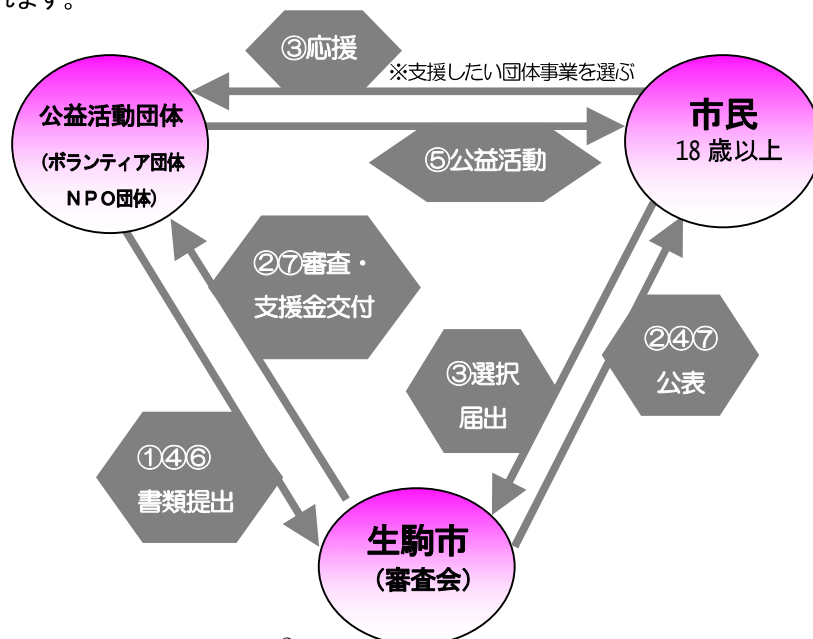 れます。
③応援
※支援したい団体事業を選ぶ
公益活動団体
(ボランティア団体
NPO団体)
市民
18 歳以上
⑤公益活動
②⑦審査・
支援金交付
②④⑦
公表
③選択
届出
①④⑥
書類提出
生駒市
(審査会)